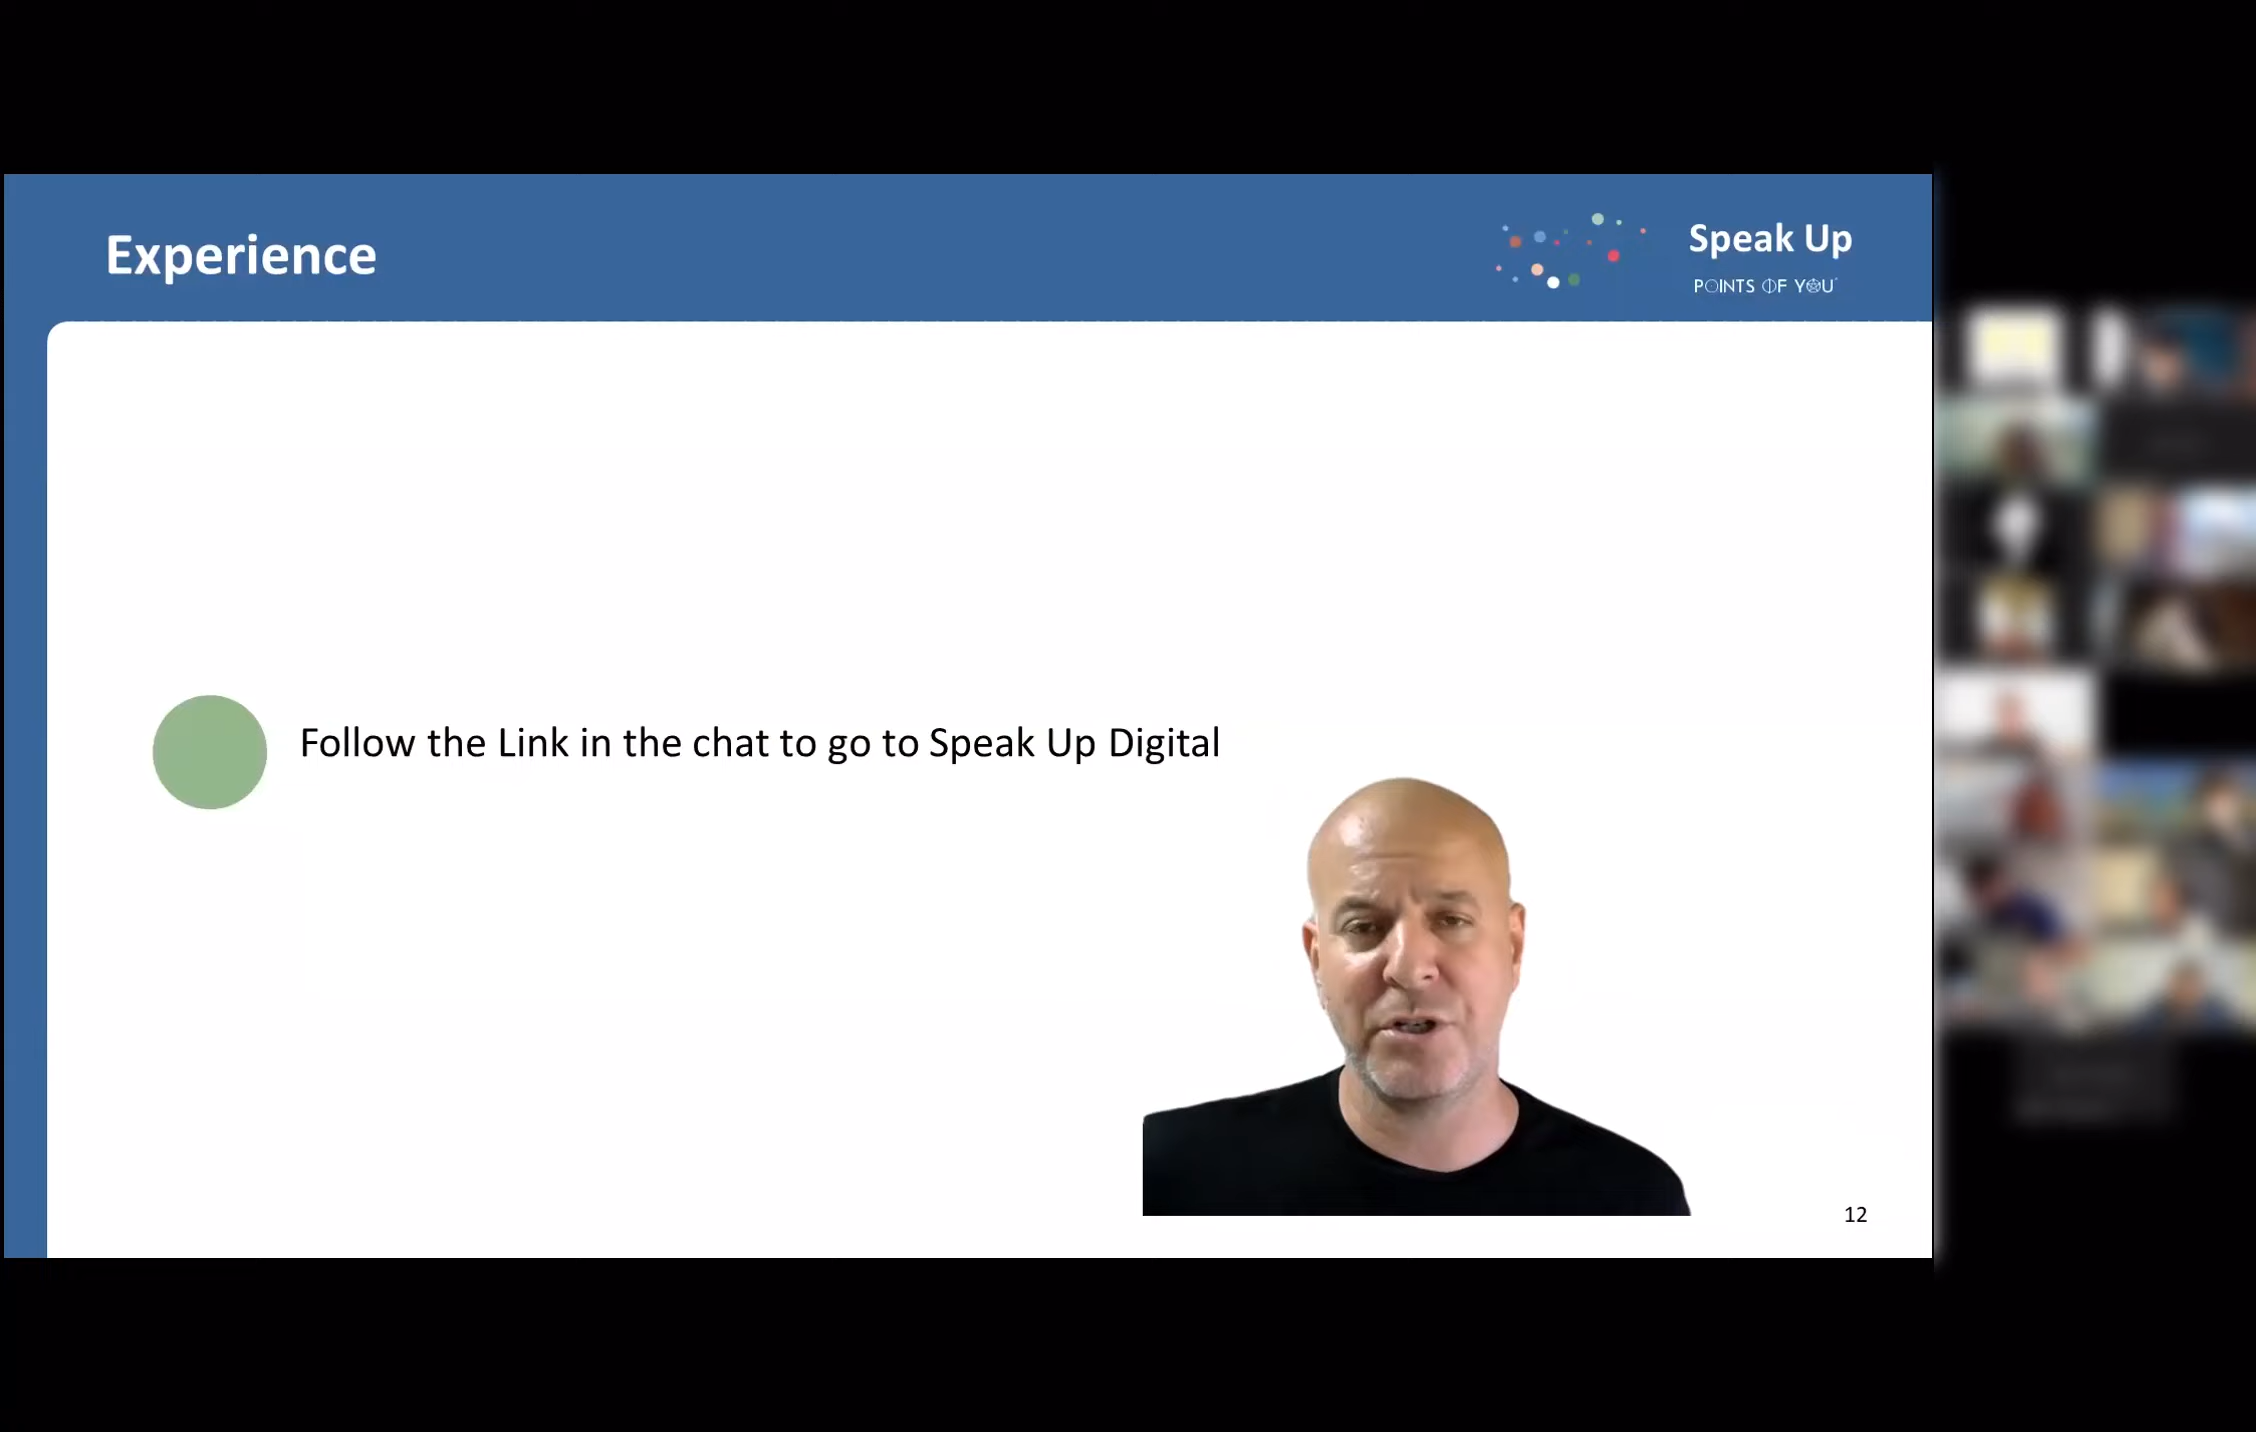 Experience
Speak Up
POINTS OF YOU
Follow the Link in the chat to go to Speak Up Digital
12